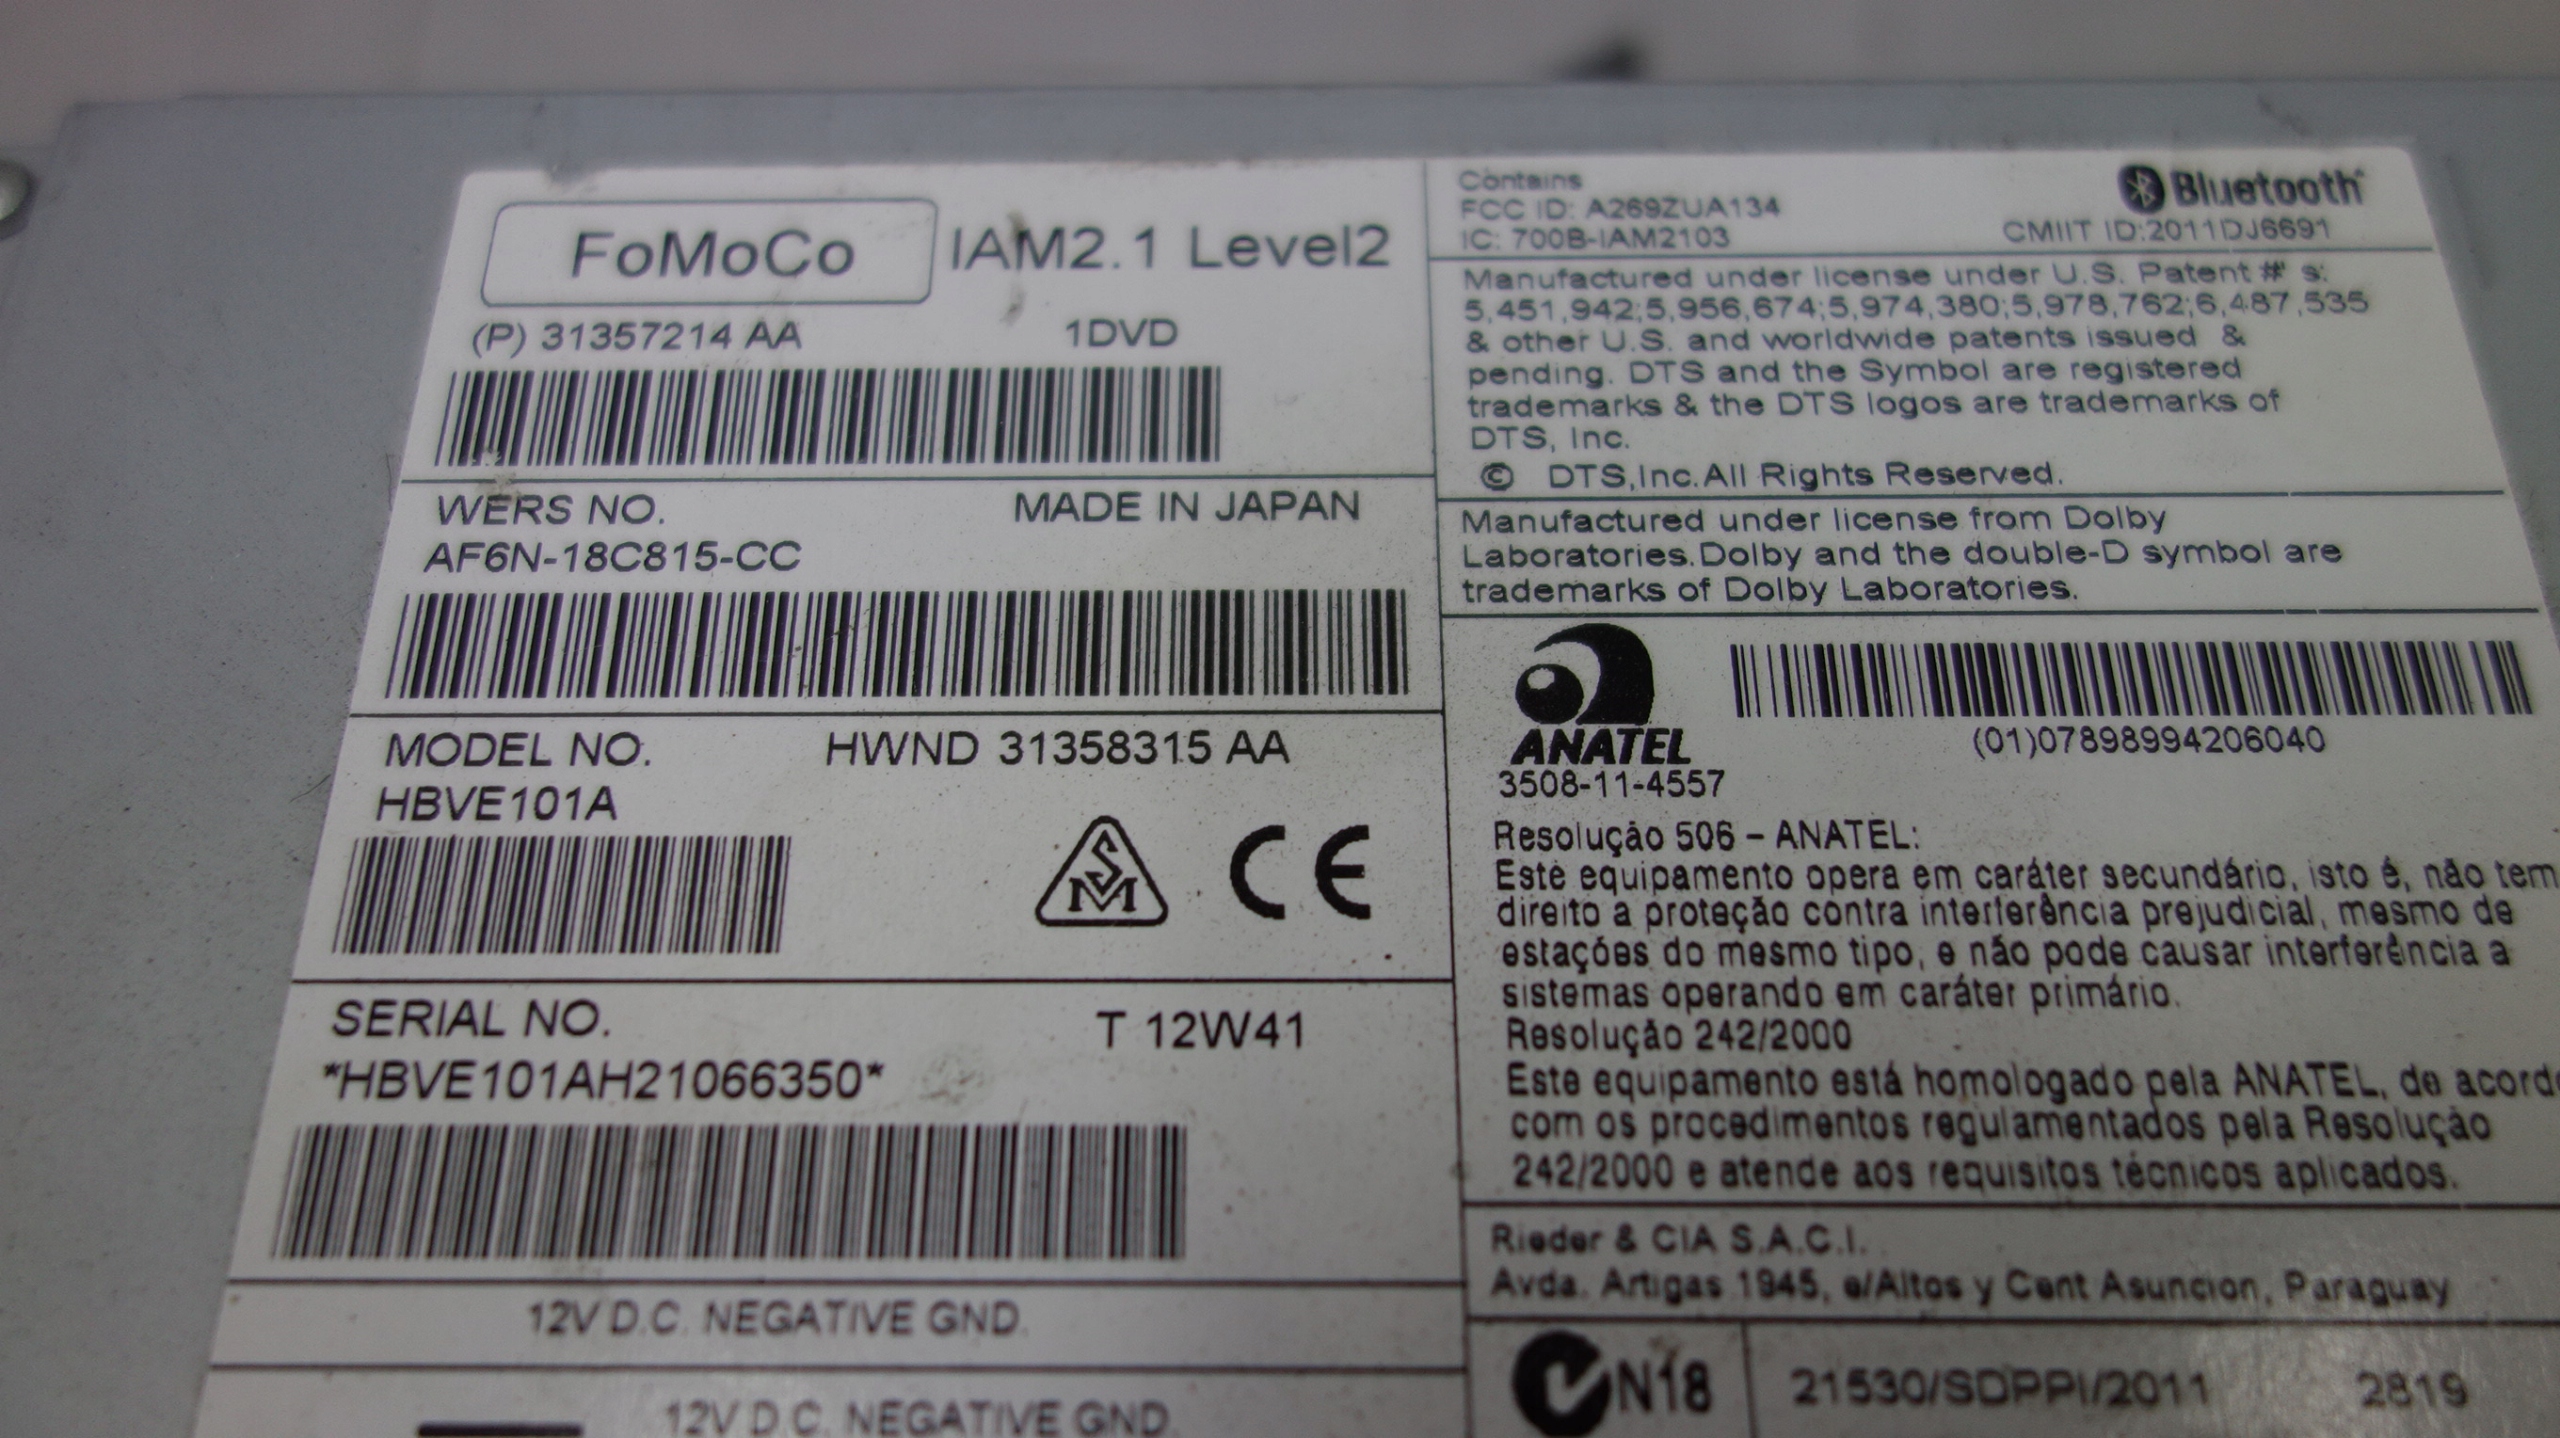 FoMoCo IAM2.1 Level2
(P) 31357214 AA 1DVD
WERS NO. MADE IN JAPAN
AF6N-18C815-CC
MODEL NO. HWND 31358315 AA
HBVE101A
SM CE
SERIAL NO. T 12W41
*HBVE101AH21066350*
12V D.C. NEGATIVE GND.
12V D.C. NEGATIVE GND.
Contains
FCC ID: A269ZUA134
IC: 700B-IAM2103
Bluetooth
CMIIT ID:2011DJ6691
Manufactured under license under U.S. Patent #' s:
5,451,942;5,956,674;5,974,380;5,978,762;6,487,535
& other U.S. and worldwide patents issued &
pending. DTS and the Symbol are registered
trademarks & the DTS logos are trademarks of
DTS, Inc.
© DTS,Inc.All Rights Reserved.
Manufactured under license from Dolby
Laboratories.Dolby and the double-D symbol are
trademarks of Dolby Laboratories.
ANATEL
3508-11-4557
(01)07898994206040
Resolução 506 – ANATEL:
Este equipamento opera em caráter secundário, isto é, não tem
direito a proteção contra interferência prejudicial, mesmo de
estações do mesmo tipo, e não pode causar interferência a
sistemas operando em caráter primário.
Resolução 242/2000
Este equipamento está homologado pela ANATEL, de acordo
com os procedimentos regulamentados pela Resolução
242/2000 e atende aos requisitos técnicos aplicados.
Rieder & CIA S.A.C.I.
Avda. Artigas 1945, e/Altos y Cent Asuncion, Paraguay
N18 21530/SDPPI/2011 2819